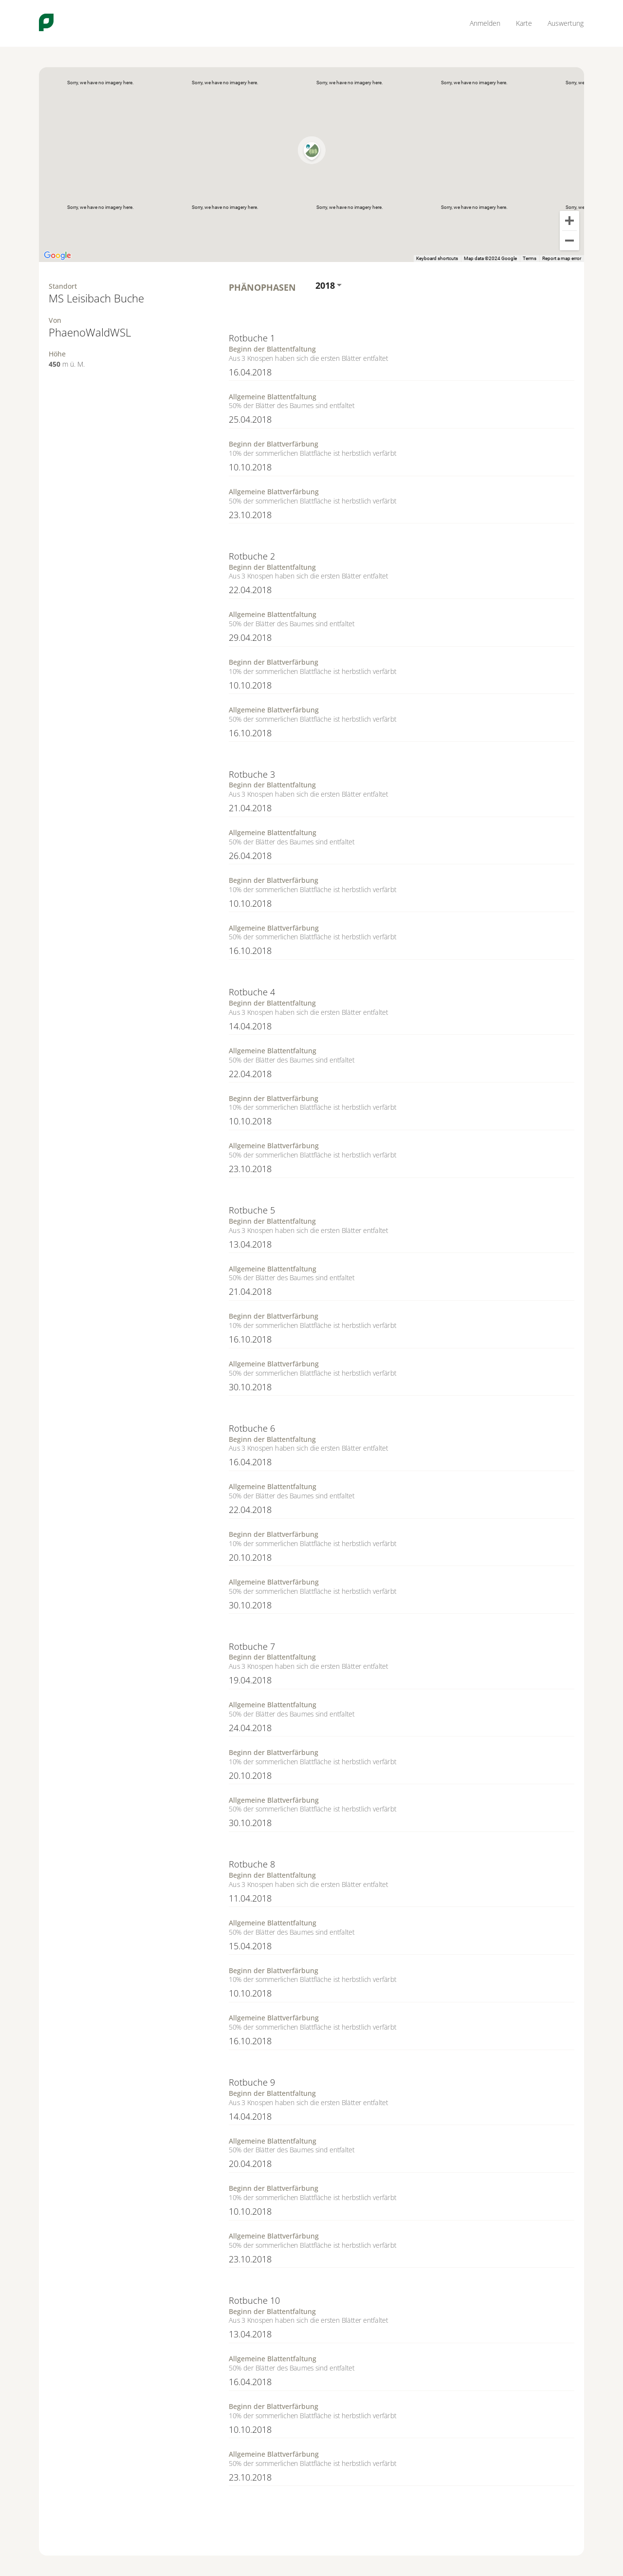 Anmelden Karte Auswertung
Sorry, we have no imagery here. Sorry, we have no imagery here. Sorry, we have no imagery here. Sorry, we have no imagery here. Sorry, we
Sorry, we have no imagery here. Sorry, we have no imagery here. Sorry, we have no imagery here. Sorry, we have no imagery here. Sorry, we
Google
Keyboard shortcuts Map data ©2024 Google Terms Report a map error
Standort
MS Leisibach Buche
Von
PhaenoWaldWSL
Höhe
450 m ü. M.
PHÄNOPHASEN 2018
Rotbuche 1
Beginn der Blattentfaltung
Aus 3 Knospen haben sich die ersten Blätter entfaltet
16.04.2018
Allgemeine Blattentfaltung
50% der Blätter des Baumes sind entfaltet
25.04.2018
Beginn der Blattverfärbung
10% der sommerlichen Blattfläche ist herbstlich verfärbt
10.10.2018
Allgemeine Blattverfärbung
50% der sommerlichen Blattfläche ist herbstlich verfärbt
23.10.2018
Rotbuche 2
Beginn der Blattentfaltung
Aus 3 Knospen haben sich die ersten Blätter entfaltet
22.04.2018
Allgemeine Blattentfaltung
50% der Blätter des Baumes sind entfaltet
29.04.2018
Beginn der Blattverfärbung
10% der sommerlichen Blattfläche ist herbstlich verfärbt
10.10.2018
Allgemeine Blattverfärbung
50% der sommerlichen Blattfläche ist herbstlich verfärbt
16.10.2018
Rotbuche 3
Beginn der Blattentfaltung
Aus 3 Knospen haben sich die ersten Blätter entfaltet
21.04.2018
Allgemeine Blattentfaltung
50% der Blätter des Baumes sind entfaltet
26.04.2018
Beginn der Blattverfärbung
10% der sommerlichen Blattfläche ist herbstlich verfärbt
10.10.2018
Allgemeine Blattverfärbung
50% der sommerlichen Blattfläche ist herbstlich verfärbt
16.10.2018
Rotbuche 4
Beginn der Blattentfaltung
Aus 3 Knospen haben sich die ersten Blätter entfaltet
14.04.2018
Allgemeine Blattentfaltung
50% der Blätter des Baumes sind entfaltet
22.04.2018
Beginn der Blattverfärbung
10% der sommerlichen Blattfläche ist herbstlich verfärbt
10.10.2018
Allgemeine Blattverfärbung
50% der sommerlichen Blattfläche ist herbstlich verfärbt
23.10.2018
Rotbuche 5
Beginn der Blattentfaltung
Aus 3 Knospen haben sich die ersten Blätter entfaltet
13.04.2018
Allgemeine Blattentfaltung
50% der Blätter des Baumes sind entfaltet
21.04.2018
Beginn der Blattverfärbung
10% der sommerlichen Blattfläche ist herbstlich verfärbt
16.10.2018
Allgemeine Blattverfärbung
50% der sommerlichen Blattfläche ist herbstlich verfärbt
30.10.2018
Rotbuche 6
Beginn der Blattentfaltung
Aus 3 Knospen haben sich die ersten Blätter entfaltet
16.04.2018
Allgemeine Blattentfaltung
50% der Blätter des Baumes sind entfaltet
22.04.2018
Beginn der Blattverfärbung
10% der sommerlichen Blattfläche ist herbstlich verfärbt
20.10.2018
Allgemeine Blattverfärbung
50% der sommerlichen Blattfläche ist herbstlich verfärbt
30.10.2018
Rotbuche 7
Beginn der Blattentfaltung
Aus 3 Knospen haben sich die ersten Blätter entfaltet
19.04.2018
Allgemeine Blattentfaltung
50% der Blätter des Baumes sind entfaltet
24.04.2018
Beginn der Blattverfärbung
10% der sommerlichen Blattfläche ist herbstlich verfärbt
20.10.2018
Allgemeine Blattverfärbung
50% der sommerlichen Blattfläche ist herbstlich verfärbt
30.10.2018
Rotbuche 8
Beginn der Blattentfaltung
Aus 3 Knospen haben sich die ersten Blätter entfaltet
11.04.2018
Allgemeine Blattentfaltung
50% der Blätter des Baumes sind entfaltet
15.04.2018
Beginn der Blattverfärbung
10% der sommerlichen Blattfläche ist herbstlich verfärbt
10.10.2018
Allgemeine Blattverfärbung
50% der sommerlichen Blattfläche ist herbstlich verfärbt
16.10.2018
Rotbuche 9
Beginn der Blattentfaltung
Aus 3 Knospen haben sich die ersten Blätter entfaltet
14.04.2018
Allgemeine Blattentfaltung
50% der Blätter des Baumes sind entfaltet
20.04.2018
Beginn der Blattverfärbung
10% der sommerlichen Blattfläche ist herbstlich verfärbt
10.10.2018
Allgemeine Blattverfärbung
50% der sommerlichen Blattfläche ist herbstlich verfärbt
23.10.2018
Rotbuche 10
Beginn der Blattentfaltung
Aus 3 Knospen haben sich die ersten Blätter entfaltet
13.04.2018
Allgemeine Blattentfaltung
50% der Blätter des Baumes sind entfaltet
16.04.2018
Beginn der Blattverfärbung
10% der sommerlichen Blattfläche ist herbstlich verfärbt
10.10.2018
Allgemeine Blattverfärbung
50% der sommerlichen Blattfläche ist herbstlich verfärbt
23.10.2018